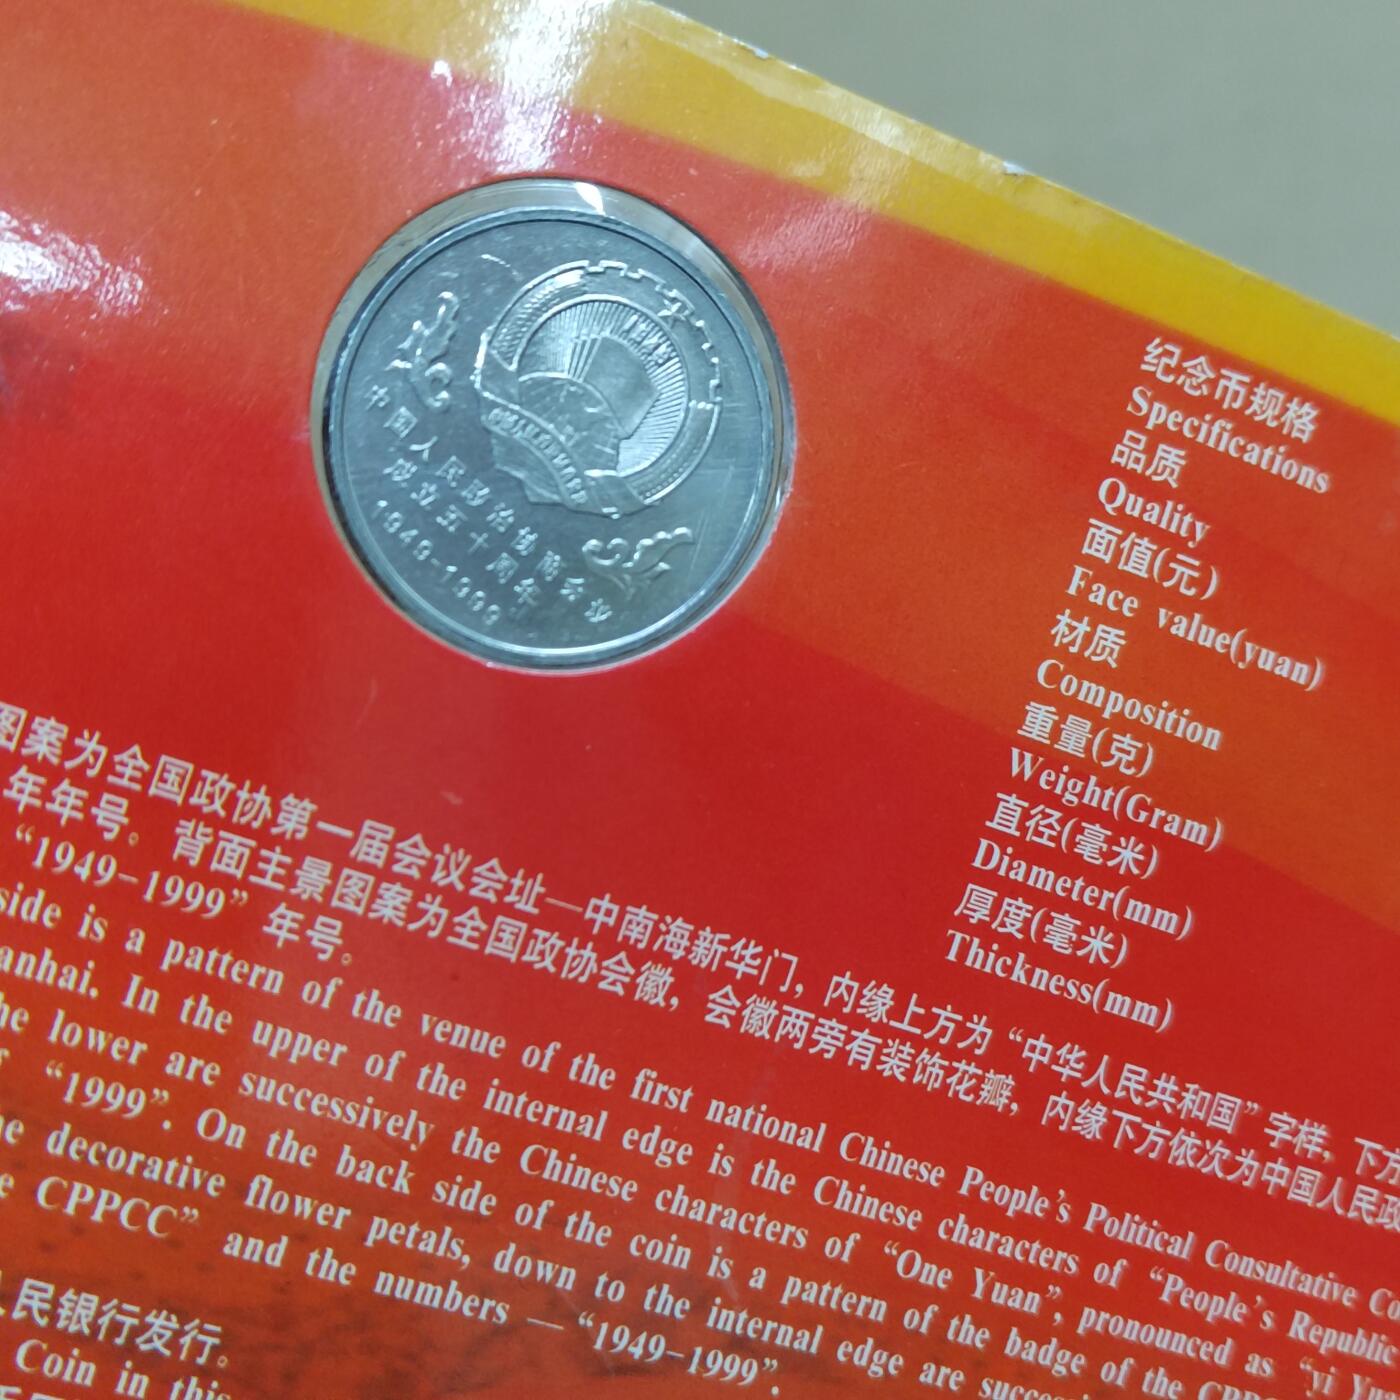 中国人民政治协商会议
成立五十周年
1949-1999
纪念币规格
Specifications
品质
Quality
面值(元)
Face value(yuan)
材质
Composition
重量(克)
Weight(Gram)
直径(毫米)
Diameter(mm)
厚度(毫米)
Thickness(mm)
图案为全国政协第一届会议会址—中南海新华门，内缘上方为“中华人民共和国”字样，下方
年年号。背面主景图案为全国政协会徽，会徽两旁有装饰花瓣，内缘下方依次为中国人民政
“1949-1999”年号。
side is a pattern of the venue of the first national Chinese People's Political Consultative
anhai. In the upper of the internal edge is the Chinese characters of “People's Republic
he lower are successively the Chinese characters of “One Yuan”, pronounced as “yi
“1999”. On the back side of the coin is a pattern of the badge of the
decorative flower petals, down to the internal edge are
CPPCC” and the numbers — “1949-1999”.
人民银行发行。
Coin in this